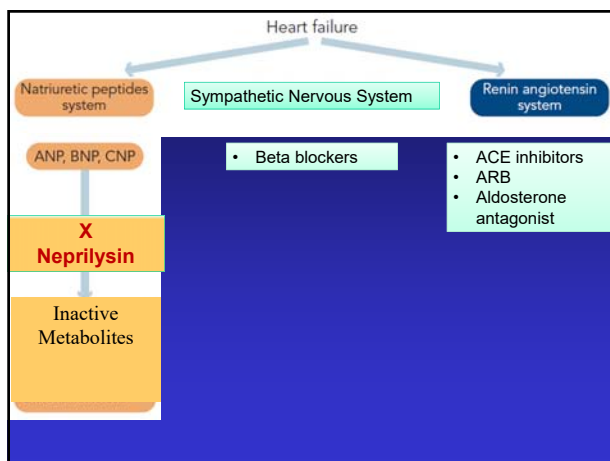 Heart failure
Natriuretic peptides
system
Sympathetic Nervous System
Renin angiotensin
system
ANP, BNP, CNP
• Beta blockers
• ACE inhibitors
• ARB
• Aldosterone
antagonist
X
Neprilysin
Inactive
Metabolites